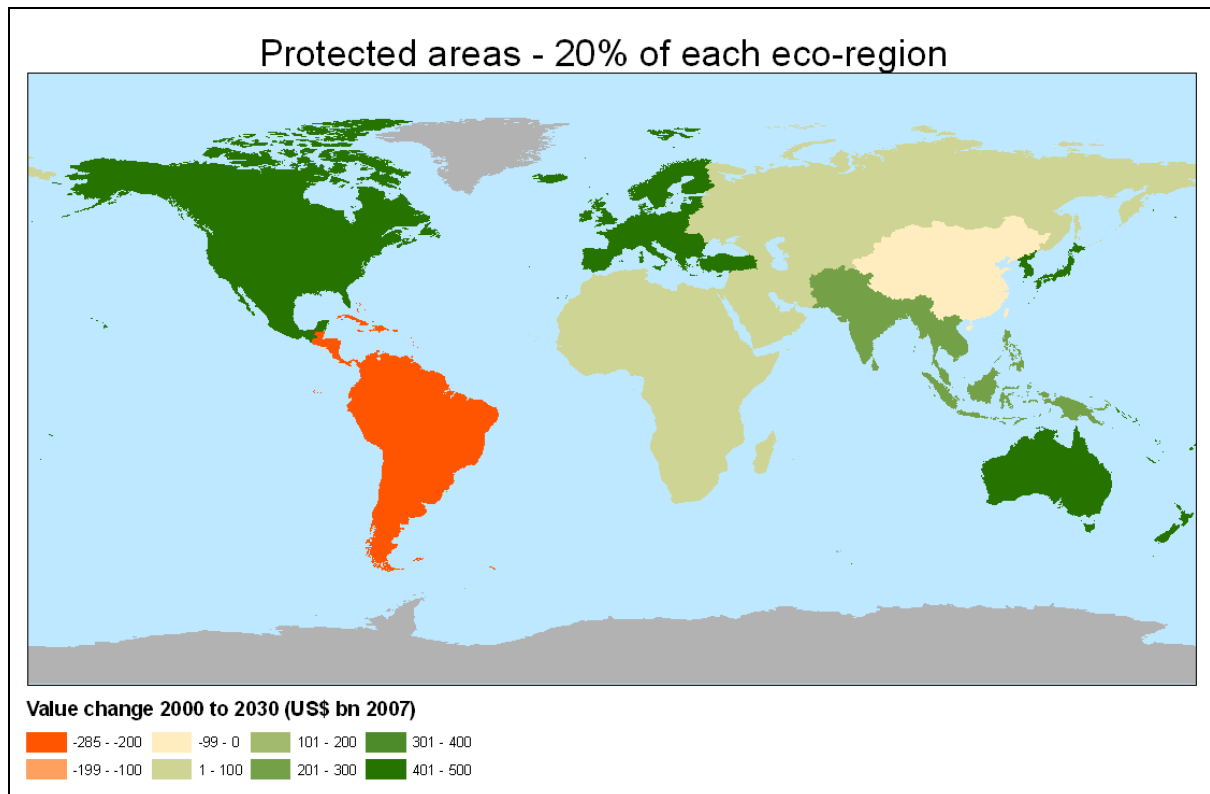 Protected areas - 20% of each eco-region
Value change 2000 to 2030 (US$ bn 2007)
-285 - -200 -99 - 0 101 - 200 301 - 400
-199 - -100 1 - 100 201 - 300 401 - 500